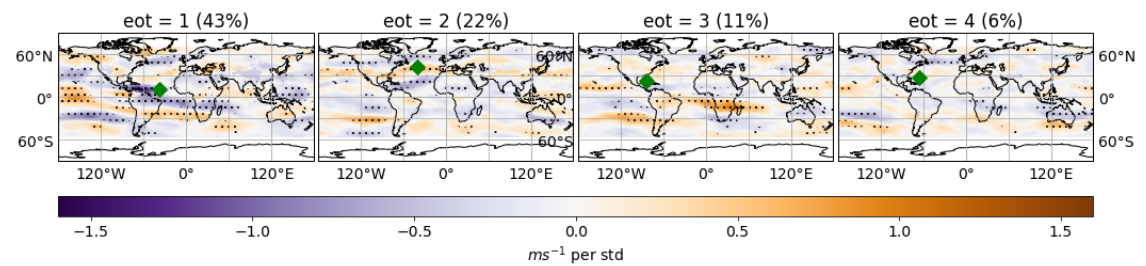 eot = 1 (43%) eot = 2 (22%) eot = 3 (11%) eot = 4 (6%)
60°N 60°N 60°N
0° 0°
60°S 60°S 60°S
120°W 0° 120°E 120°W 0° 120°E 120°W 0° 120°E 120°W 0° 120°E
−1.5 −1.0 −0.5 0.0 0.5 1.0 1.5
ms⁻¹ per std